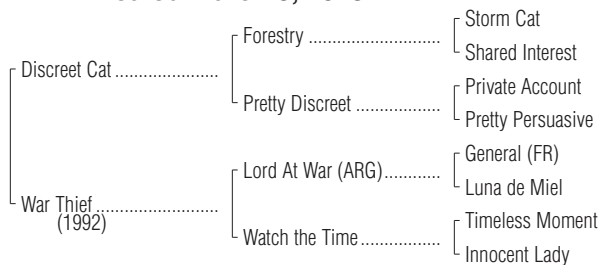 Forestry
Storm Cat
Shared Interest
Discreet Cat
Pretty Discreet
Private Account
Pretty Persuasive
War Thief
(1992)
Lord At War (ARG)
General (FR)
Luna de Miel
Watch the Time
Timeless Moment
Innocent Lady